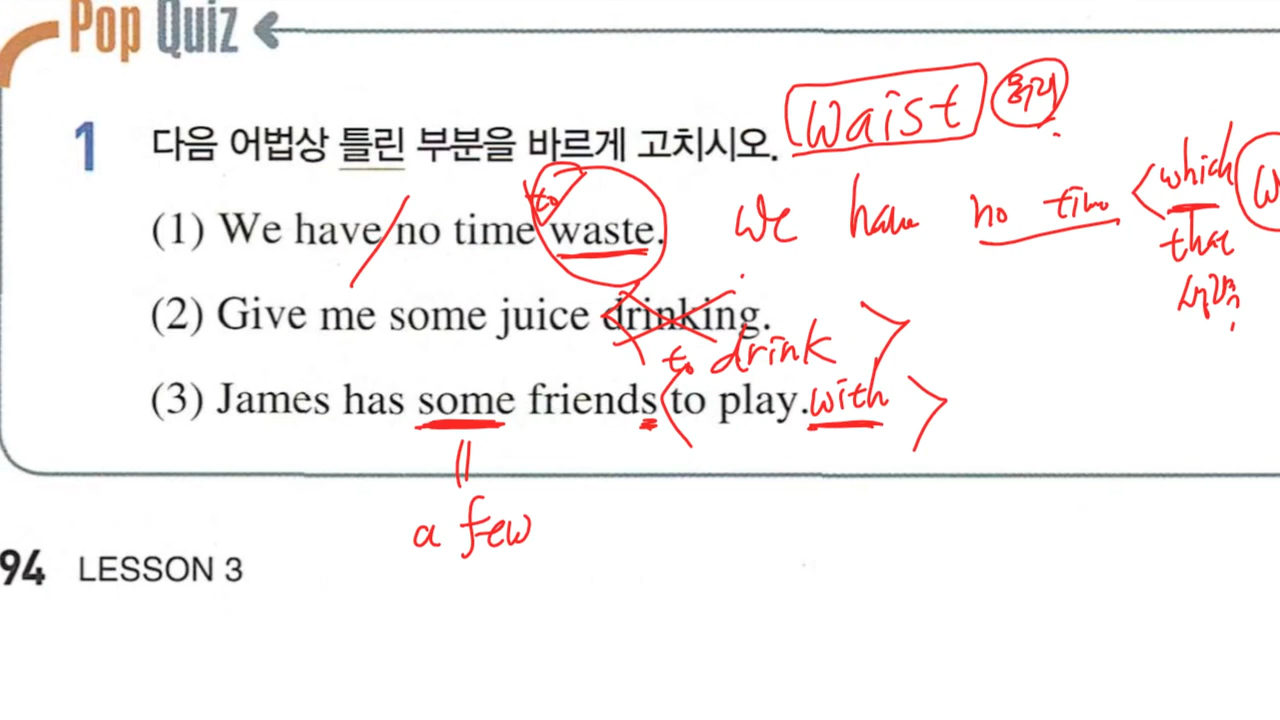 Pop Quiz
waist
1 다음 어법상 틀린 부분을 바르게 고치시오.
which
to
(1) We have no time waste.
We have no time
that
(2) Give me some juice drinking.
to drink
(3) James has some friends to play.
with
a few
94 LESSON 3